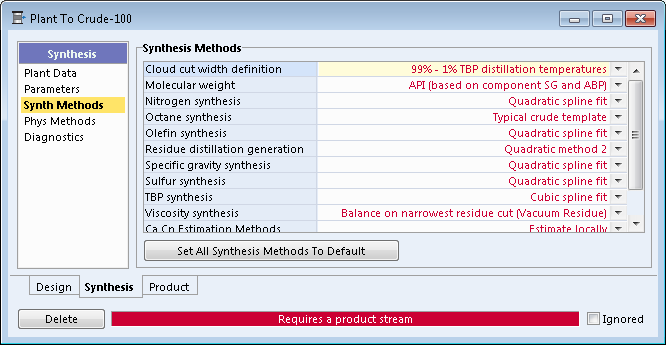 Plant To Crude-100
Synthesis
Plant Data
Parameters
Synth Methods
Phys Methods
Diagnostics
Synthesis Methods
Cloud cut width definition 99% - 1% TBP distillation temperatures
Molecular weight API (based on component SG and ABP)
Nitrogen synthesis Quadratic spline fit
Octane synthesis Typical crude template
Olefin synthesis Quadratic spline fit
Residue distillation generation Quadratic method 2
Specific gravity synthesis Quadratic spline fit
Sulfur synthesis Quadratic spline fit
TBP synthesis Cubic spline fit
Viscosity synthesis Balance on narrowest residue cut (Vacuum Residue)
Ca Cn Estimation Methods Estimate locally
Set All Synthesis Methods To Default
Design Synthesis Product
Delete Requires a product stream Ignored